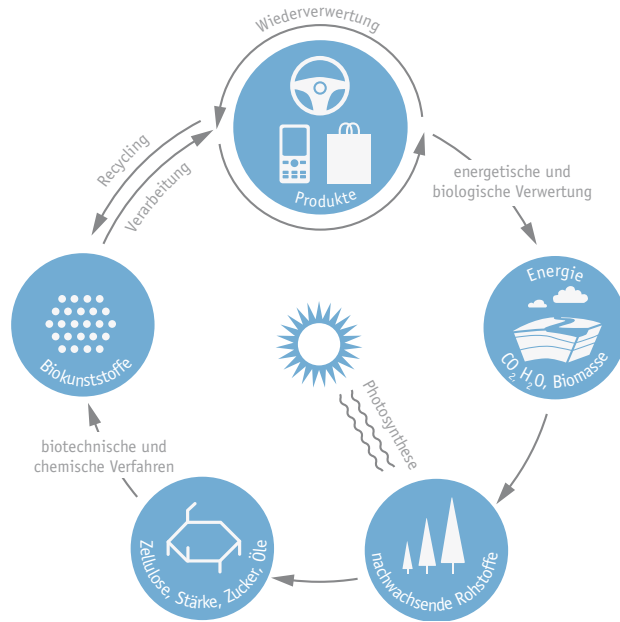 Wiederverwertung
Produkte
Recycling
Verarbeitung
energetische und
biologische Verwertung
Energie
CO₂, H₂O, Biomasse
Biokunststoffe
Photosynthese
biotechnische und
chemische Verfahren
Zellulose, Stärke, Zucker, Öle
nachwachsende Rohstoffe